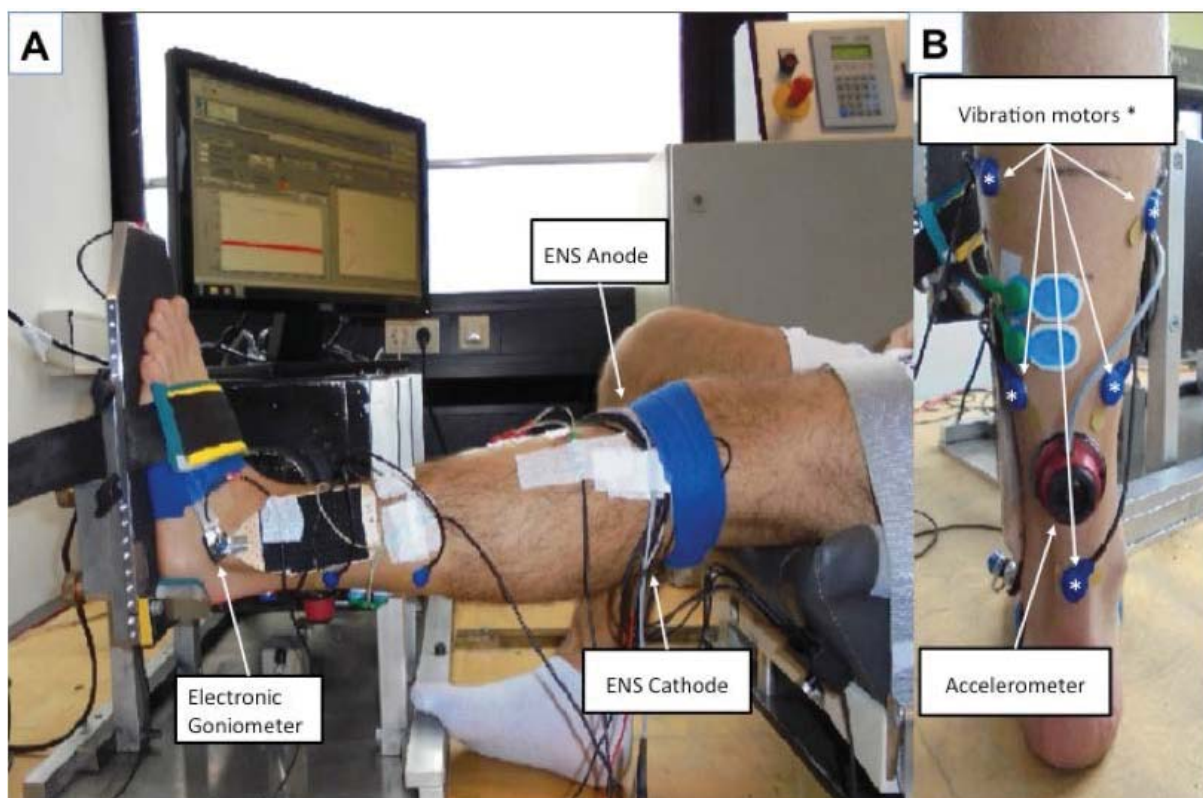 A
B
Vibration motors *
ENS Anode
*
*
*
*
*
Electronic
Goniometer
ENS Cathode
Accelerometer